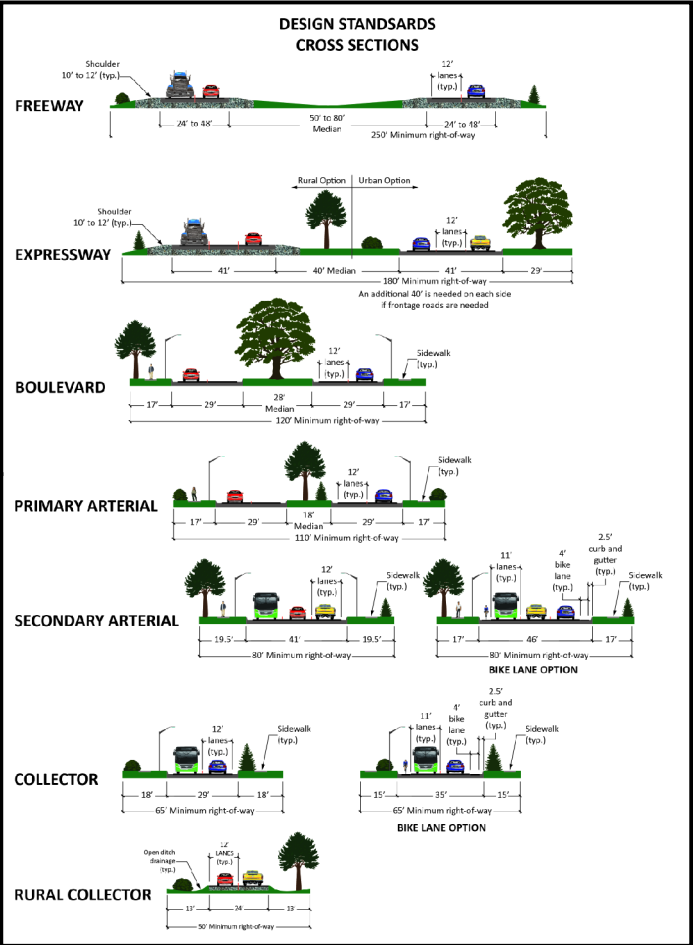 DESIGN STANDSARDS
CROSS SECTIONS
FREEWAY
Shoulder
10' to 12' (typ.)
12'
lanes
(typ.)
24' to 48'
50' to 80'
Median
24' to 48'
250' Minimum right-of-way
EXPRESSWAY
Rural Option
Urban Option
Shoulder
10' to 12' (typ.)
12'
lanes
(typ.)
41'
40' Median
41'
29'
180' Minimum right-of-way
An additional 40' is needed on each side
if frontage roads are needed
BOULEVARD
12'
lanes
(typ.)
Sidewalk
(typ.)
17'
29'
28'
Median
29'
17'
120' Minimum right-of-way
PRIMARY ARTERIAL
12'
lanes
(typ.)
Sidewalk
(typ.)
17'
29'
18'
Median
29'
17'
110' Minimum right-of-way
SECONDARY ARTERIAL
12'
lanes
(typ.)
Sidewalk
(typ.)
19.5'
41'
19.5'
80' Minimum right-of-way
11'
lanes
(typ.)
4'
bike
lane
(typ.)
2.5'
curb and
gutter
(typ.)
Sidewalk
(typ.)
17'
46'
17'
80' Minimum right-of-way
BIKE LANE OPTION
COLLECTOR
12'
lanes
(typ.)
Sidewalk
(typ.)
18'
29'
18'
65' Minimum right-of-way
11'
lanes
(typ.)
4'
bike
lane
(typ.)
2.5'
curb and
gutter
(typ.)
Sidewalk
(typ.)
15'
35'
15'
65' Minimum right-of-way
BIKE LANE OPTION
RURAL COLLECTOR
Open ditch
drainage
(typ.)
12'
LANES
(typ.)
13'
24'
13'
50' Minimum right-of-way